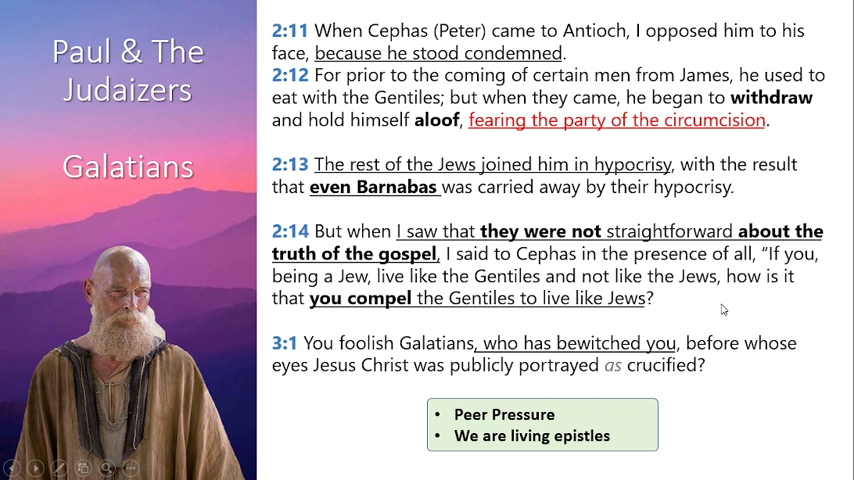 Paul & The
Judaizers
Galatians
2:11 When Cephas (Peter) came to Antioch, I opposed him to his
face, because he stood condemned.
2:12 For prior to the coming of certain men from James, he used to
eat with the Gentiles; but when they came, he began to withdraw
and hold himself aloof, fearing the party of the circumcision.
2:13 The rest of the Jews joined him in hypocrisy, with the result
that even Barnabas was carried away by their hypocrisy.
2:14 But when I saw that they were not straightforward about the
truth of the gospel, I said to Cephas in the presence of all, “If you,
being a Jew, live like the Gentiles and not like the Jews, how is it
that you compel the Gentiles to live like Jews?
3:1 You foolish Galatians, who has bewitched you, before whose
eyes Jesus Christ was publicly portrayed as crucified?
• Peer Pressure
• We are living epistles